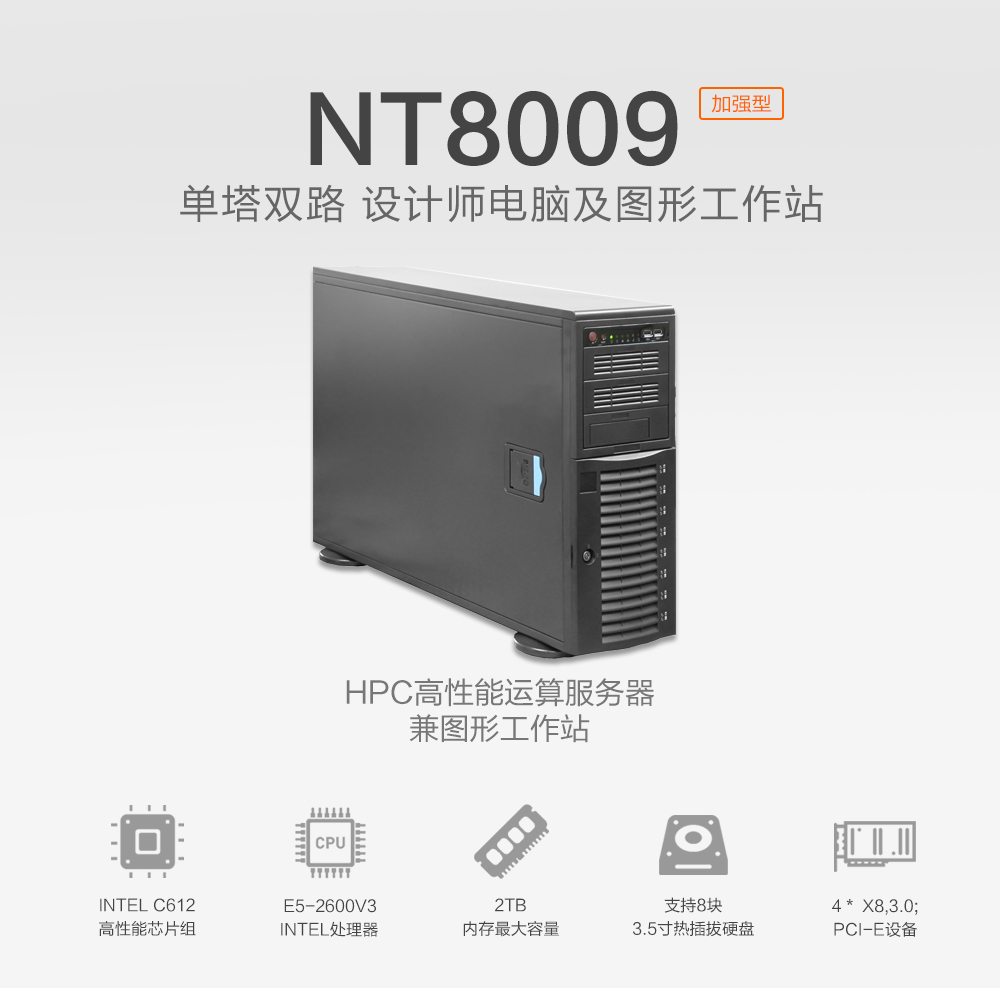 NT8009
加强型
单塔双路 设计师电脑及图形工作站
HPC高性能运算服务器
兼图形工作站
CPU
INTEL C612
高性能芯片组
E5-2600V3
INTEL处理器
2TB
内存最大容量
支持8块
3.5寸热插拔硬盘
4 * X8,3.0;
PCI-E设备